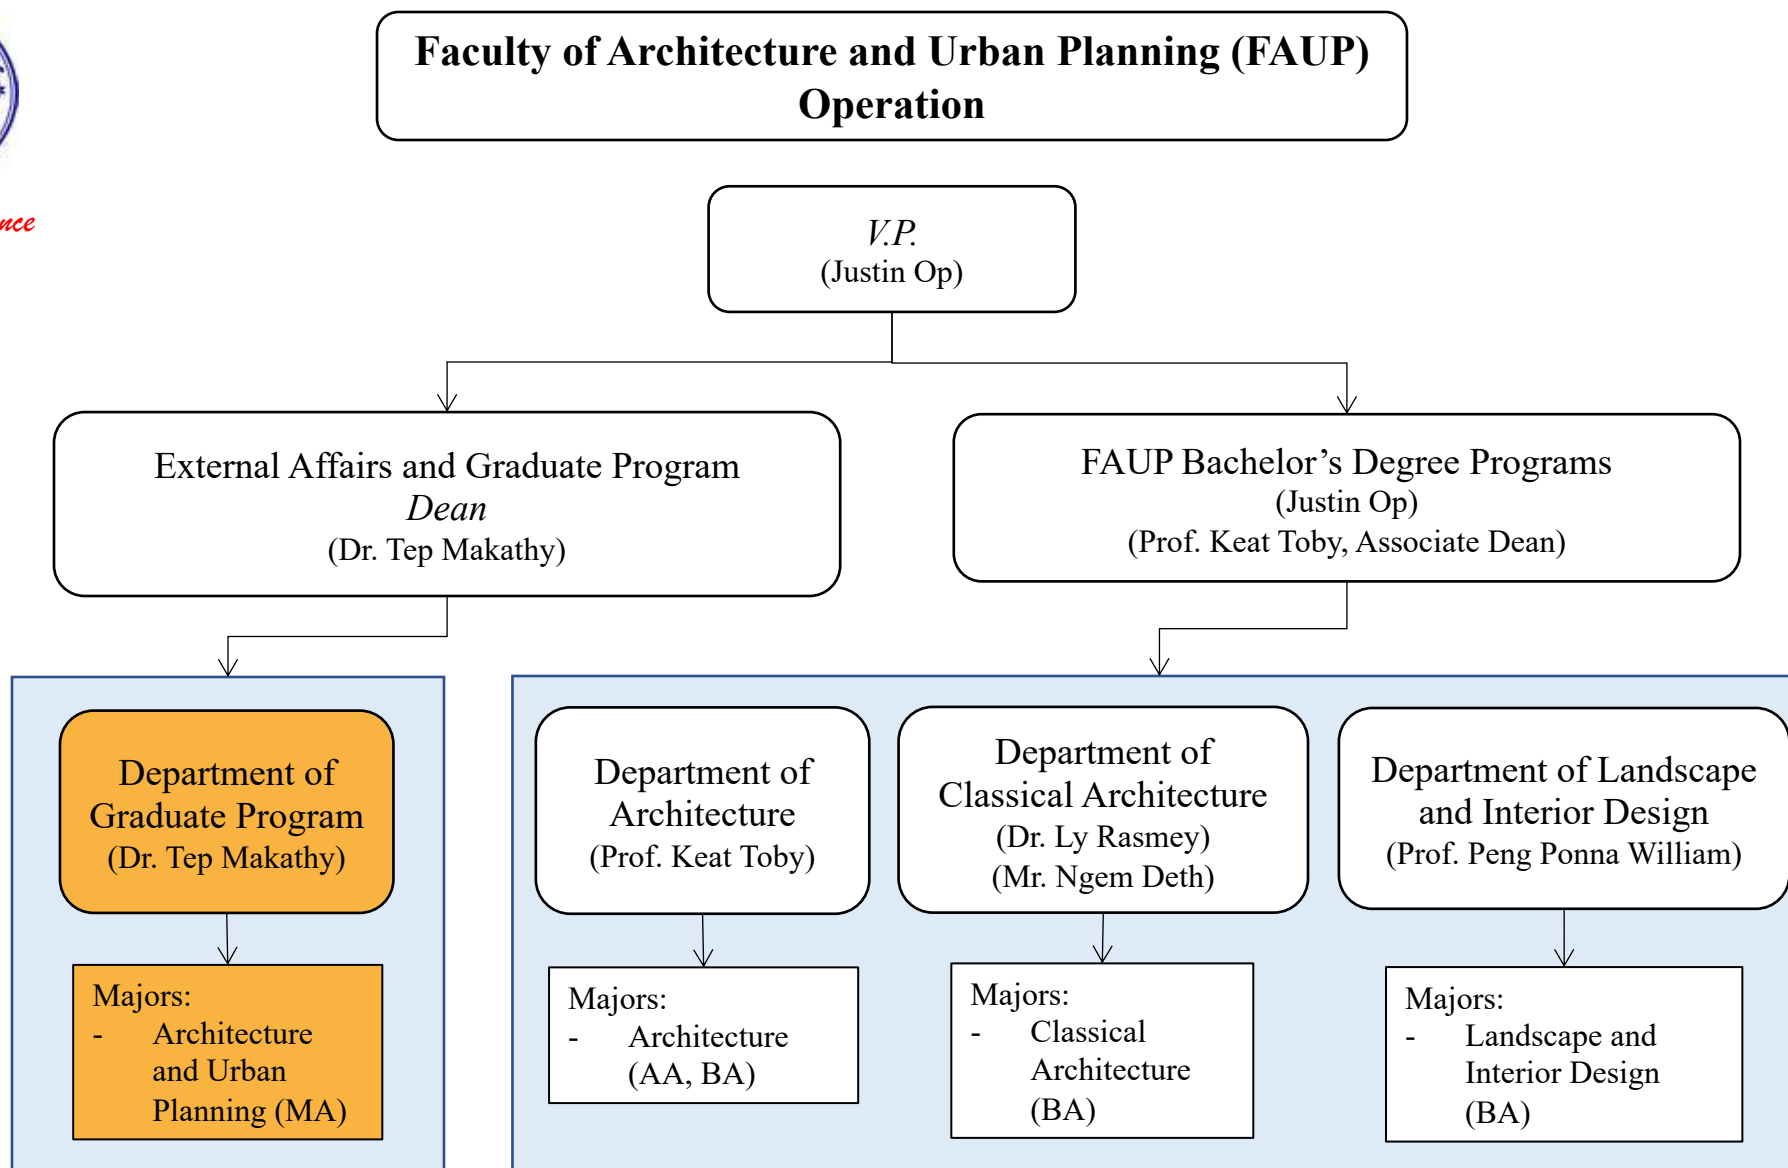 Faculty of Architecture and Urban Planning (FAUP)
Operation
V.P.
(Justin Op)
External Affairs and Graduate Program
Dean
(Dr. Tep Makathy)
FAUP Bachelor’s Degree Programs
(Justin Op)
(Prof. Keat Toby, Associate Dean)
Department of
Graduate Program
(Dr. Tep Makathy)
Department of
Architecture
(Prof. Keat Toby)
Department of
Classical Architecture
(Dr. Ly Rasmey)
(Mr. Ngem Deth)
Department of Landscape
and Interior Design
(Prof. Peng Ponna William)
Majors:
- Architecture
and Urban
Planning (MA)
Majors:
- Architecture
(AA, BA)
Majors:
- Classical
Architecture
(BA)
Majors:
- Landscape and
Interior Design
(BA)